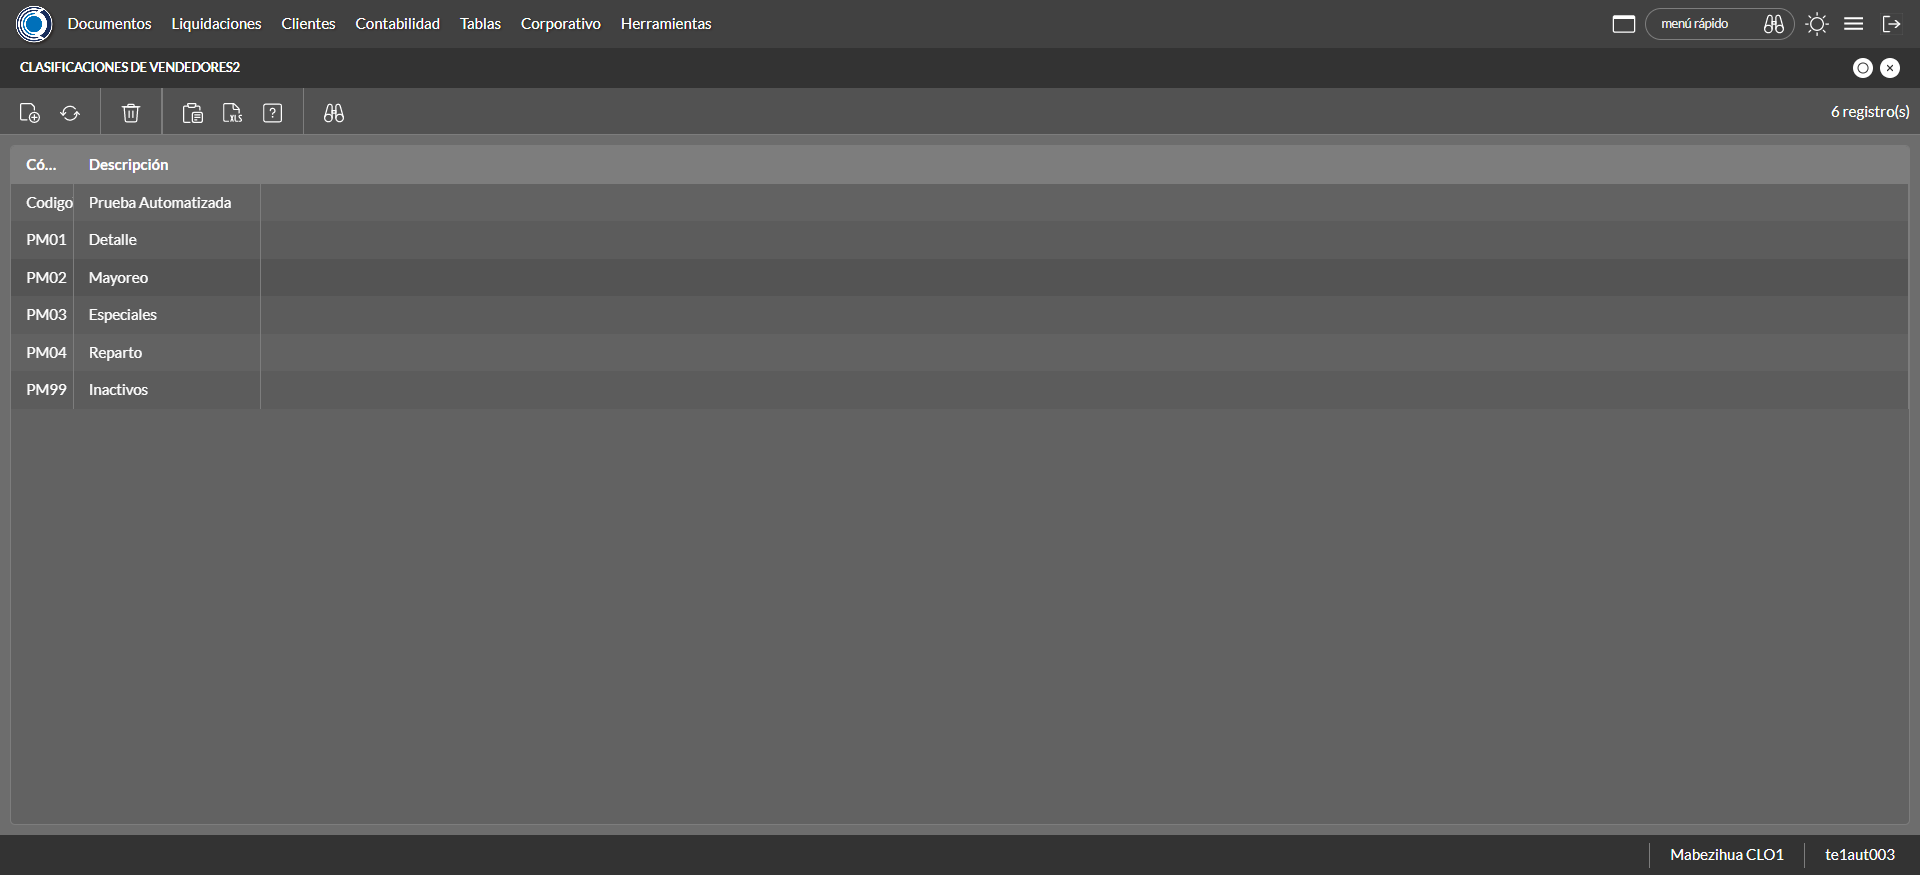 Documentos Liquidaciones Clientes Contabilidad Tablas Corporativo Herramientas menú rápido
CLASIFICACIONES DE VENDEDORES2
XLS ? 6 registro(s)
Có... Descripción
Codigo Prueba Automatizada
PM01 Detalle
PM02 Mayoreo
PM03 Especiales
PM04 Reparto
PM99 Inactivos
Mabezihua CLO1 te1aut003